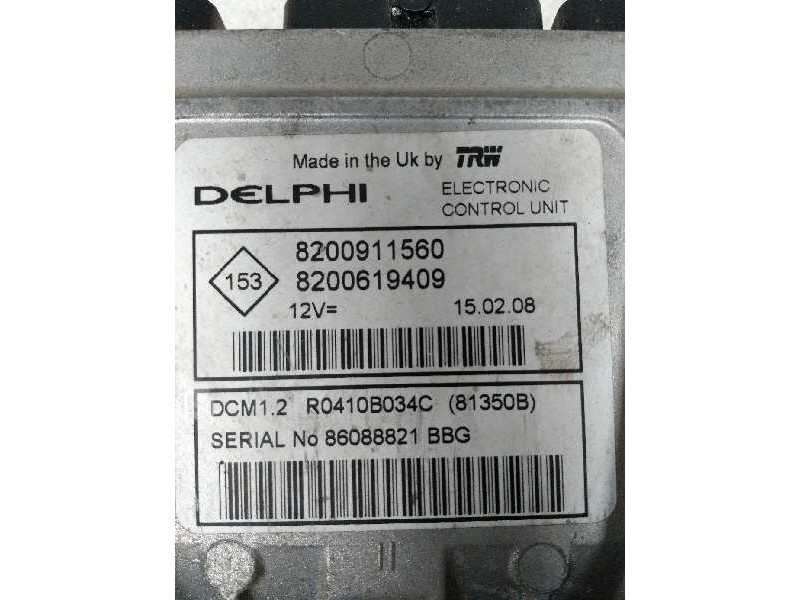 Made in the Uk by TRW
DELPHI
ELECTRONIC
CONTROL UNIT
153
8200911560
8200619409
12V=
15.02.08
DCM1.2 R0410B034C (81350B)
SERIAL No 86088821 BBG